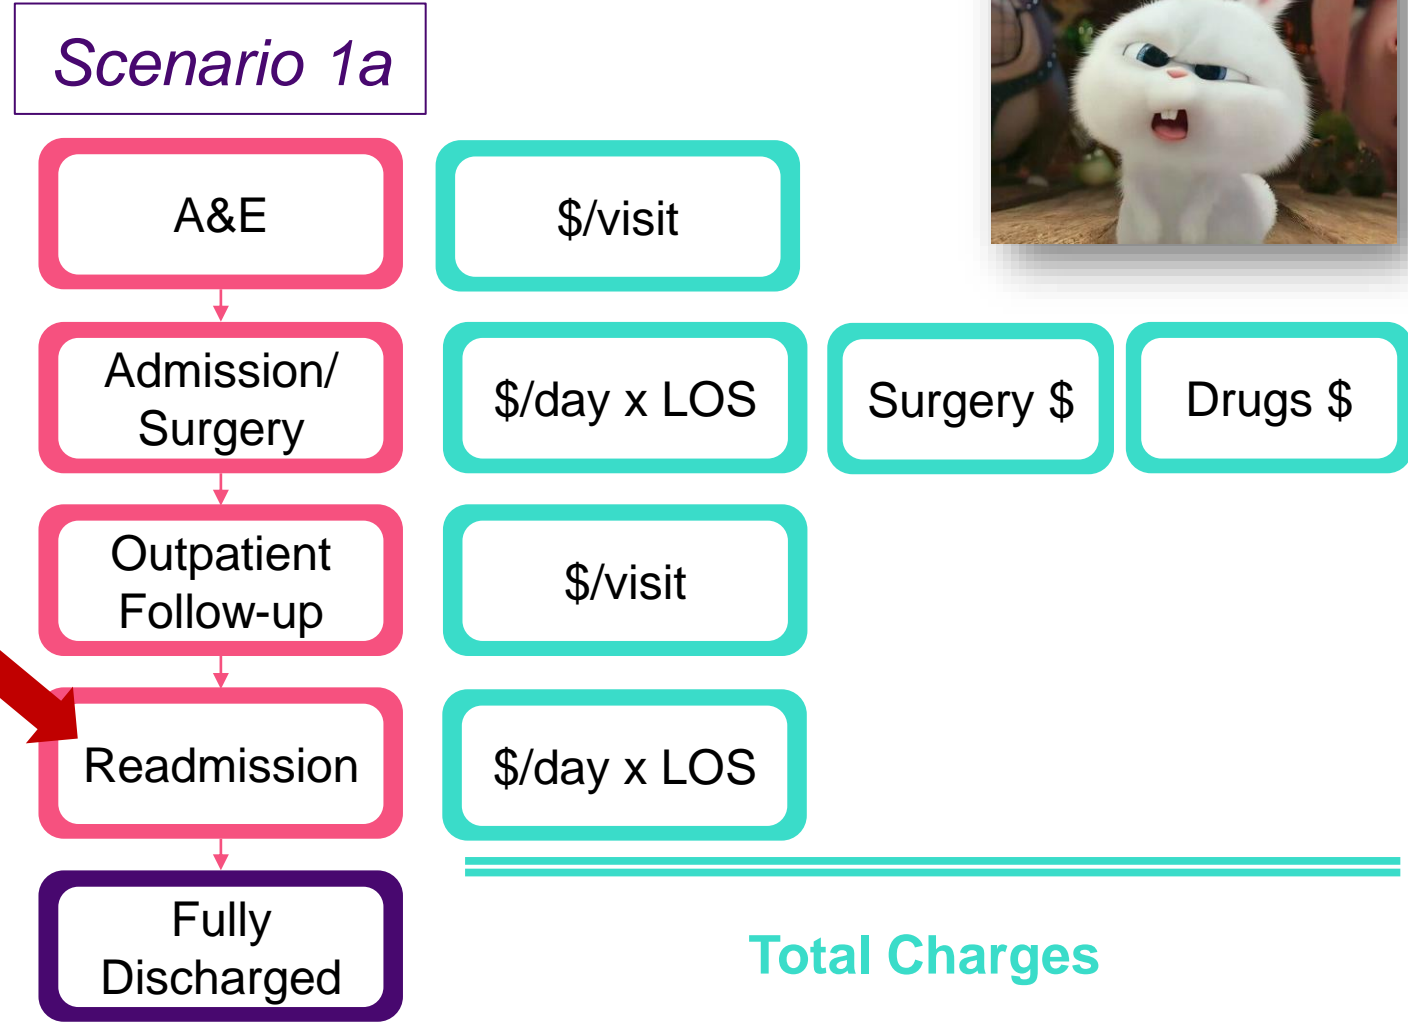 Scenario 1a
A&E
$/visit
Admission/
Surgery
$/day x LOS
Surgery $
Drugs $
Outpatient
Follow-up
$/visit
Readmission
$/day x LOS
Fully
Discharged
Total Charges